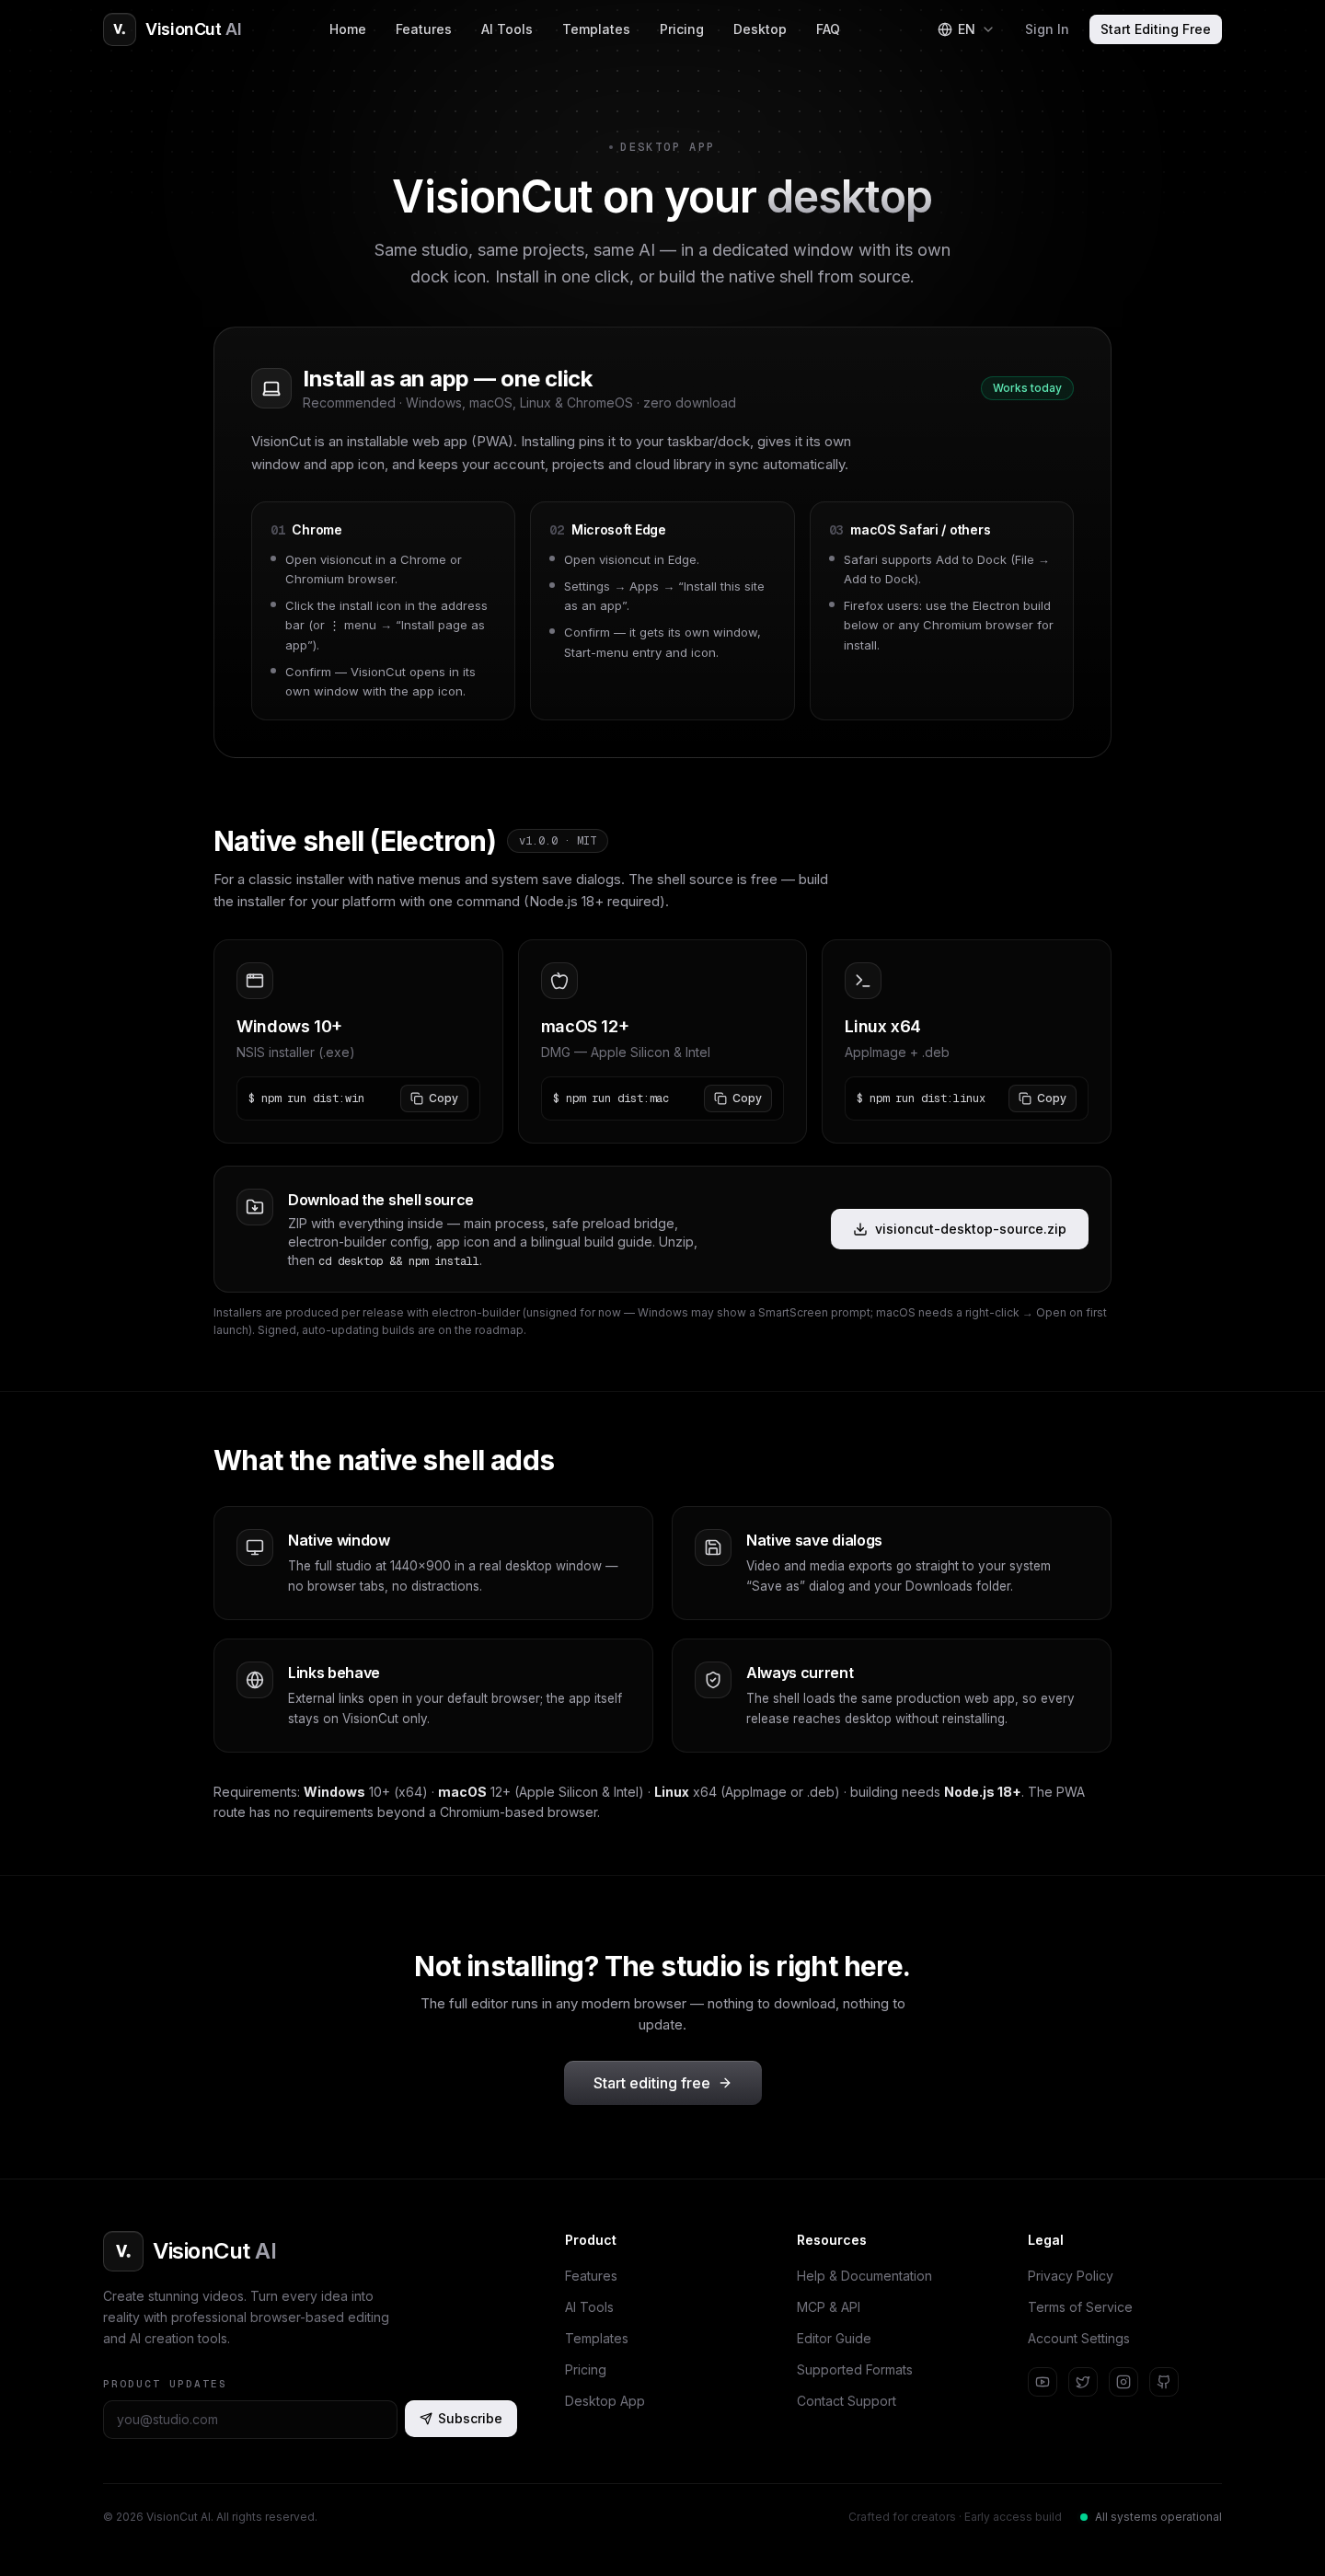 V. VisionCut AI Home Features AI Tools Templates Pricing Desktop FAQ EN Sign In Start Editing Free
DESKTOP APP
VisionCut on your desktop
Same studio, same projects, same AI — in a dedicated window with its own
dock icon. Install in one click, or build the native shell from source.
Install as an app — one click
Recommended · Windows, macOS, Linux & ChromeOS · zero download
Works today
VisionCut is an installable web app (PWA). Installing pins it to your taskbar/dock, gives it its own
window and app icon, and keeps your account, projects and cloud library in sync automatically.
01 Chrome
Open visioncut in a Chrome or
Chromium browser.
Click the install icon in the address
bar (or ⋮ menu → “Install page as
app”).
Confirm — VisionCut opens in its
own window with the app icon.
02 Microsoft Edge
Open visioncut in Edge.
Settings → Apps → “Install this site
as an app”.
Confirm — it gets its own window,
Start-menu entry and icon.
03 macOS Safari / others
Safari supports Add to Dock (File →
Add to Dock).
Firefox users: use the Electron build
below or any Chromium browser for
install.
Native shell (Electron) v1.0.0 · MIT
For a classic installer with native menus and system save dialogs. The shell source is free — build
the installer for your platform with one command (Node.js 18+ required).
Windows 10+
NSIS installer (.exe)
$ npm run dist:win Copy
macOS 12+
DMG — Apple Silicon & Intel
$ npm run dist:mac Copy
Linux x64
AppImage + .deb
$ npm run dist:linux Copy
Download the shell source
ZIP with everything inside — main process, safe preload bridge,
electron-builder config, app icon and a bilingual build guide. Unzip,
then cd desktop && npm install.
visioncut-desktop-source.zip
Installers are produced per release with electron-builder (unsigned for now — Windows may show a SmartScreen prompt; macOS needs a right-click → Open on first
launch). Signed, auto-updating builds are on the roadmap.
What the native shell adds
Native window
The full studio at 1440×900 in a real desktop window —
no browser tabs, no distractions.
Native save dialogs
Video and media exports go straight to your system
“Save as” dialog and your Downloads folder.
Links behave
External links open in your default browser; the app itself
stays on VisionCut only.
Always current
The shell loads the same production web app, so every
release reaches desktop without reinstalling.
Requirements: Windows 10+ (x64) · macOS 12+ (Apple Silicon & Intel) · Linux x64 (AppImage or .deb) · building needs Node.js 18+. The PWA
route has no requirements beyond a Chromium-based browser.
Not installing? The studio is right here.
The full editor runs in any modern browser — nothing to download, nothing to
update.
Start editing free →
V. VisionCut AI
Create stunning videos. Turn every idea into
reality with professional browser-based editing
and AI creation tools.
PRODUCT UPDATES
you@studio.com Subscribe
Product
Features
AI Tools
Templates
Pricing
Desktop App
Resources
Help & Documentation
MCP & API
Editor Guide
Supported Formats
Contact Support
Legal
Privacy Policy
Terms of Service
Account Settings
© 2026 VisionCut AI. All rights reserved.
Crafted for creators · Early access build
All systems operational